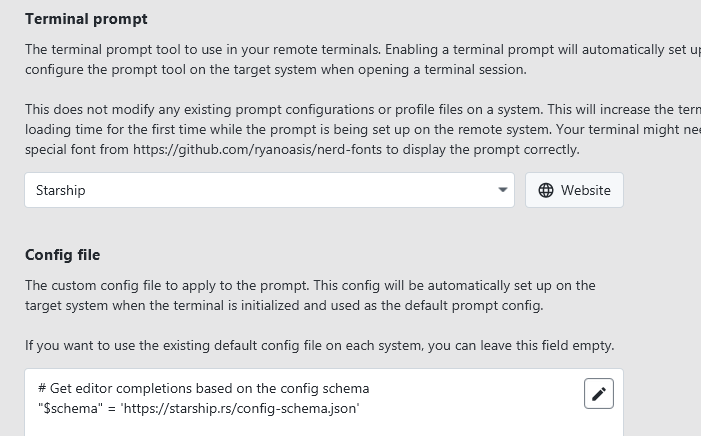 Terminal prompt
The terminal prompt tool to use in your remote terminals. Enabling a terminal prompt will automatically set up
configure the prompt tool on the target system when opening a terminal session.
This does not modify any existing prompt configurations or profile files on a system. This will increase the term
loading time for the first time while the prompt is being set up on the remote system. Your terminal might nee
special font from https://github.com/ryanoasis/nerd-fonts to display the prompt correctly.
Starship
Website
Config file
The custom config file to apply to the prompt. This config will be automatically set up on the
target system when the terminal is initialized and used as the default prompt config.
If you want to use the existing default config file on each system, you can leave this field empty.
# Get editor completions based on the config schema
"$schema" = 'https://starship.rs/config-schema.json'